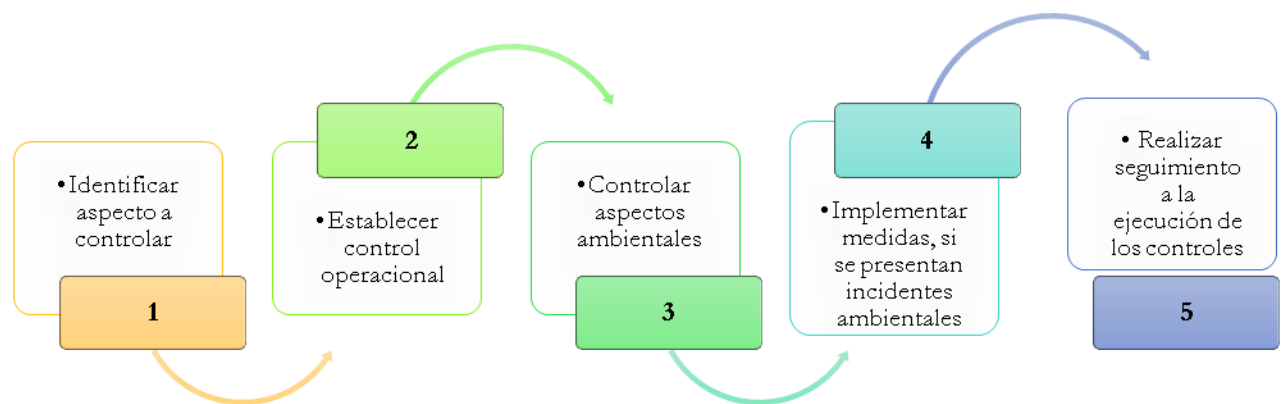 •Identificar
aspecto a
controlar
1
2
•Establecer
control
operacional
•Controlar
aspectos
ambientales
3
4
•Implementar
medidas, si
se presentan
incidentes
ambientales
• Realizar
seguimiento
a la
ejecución de
los controles
5